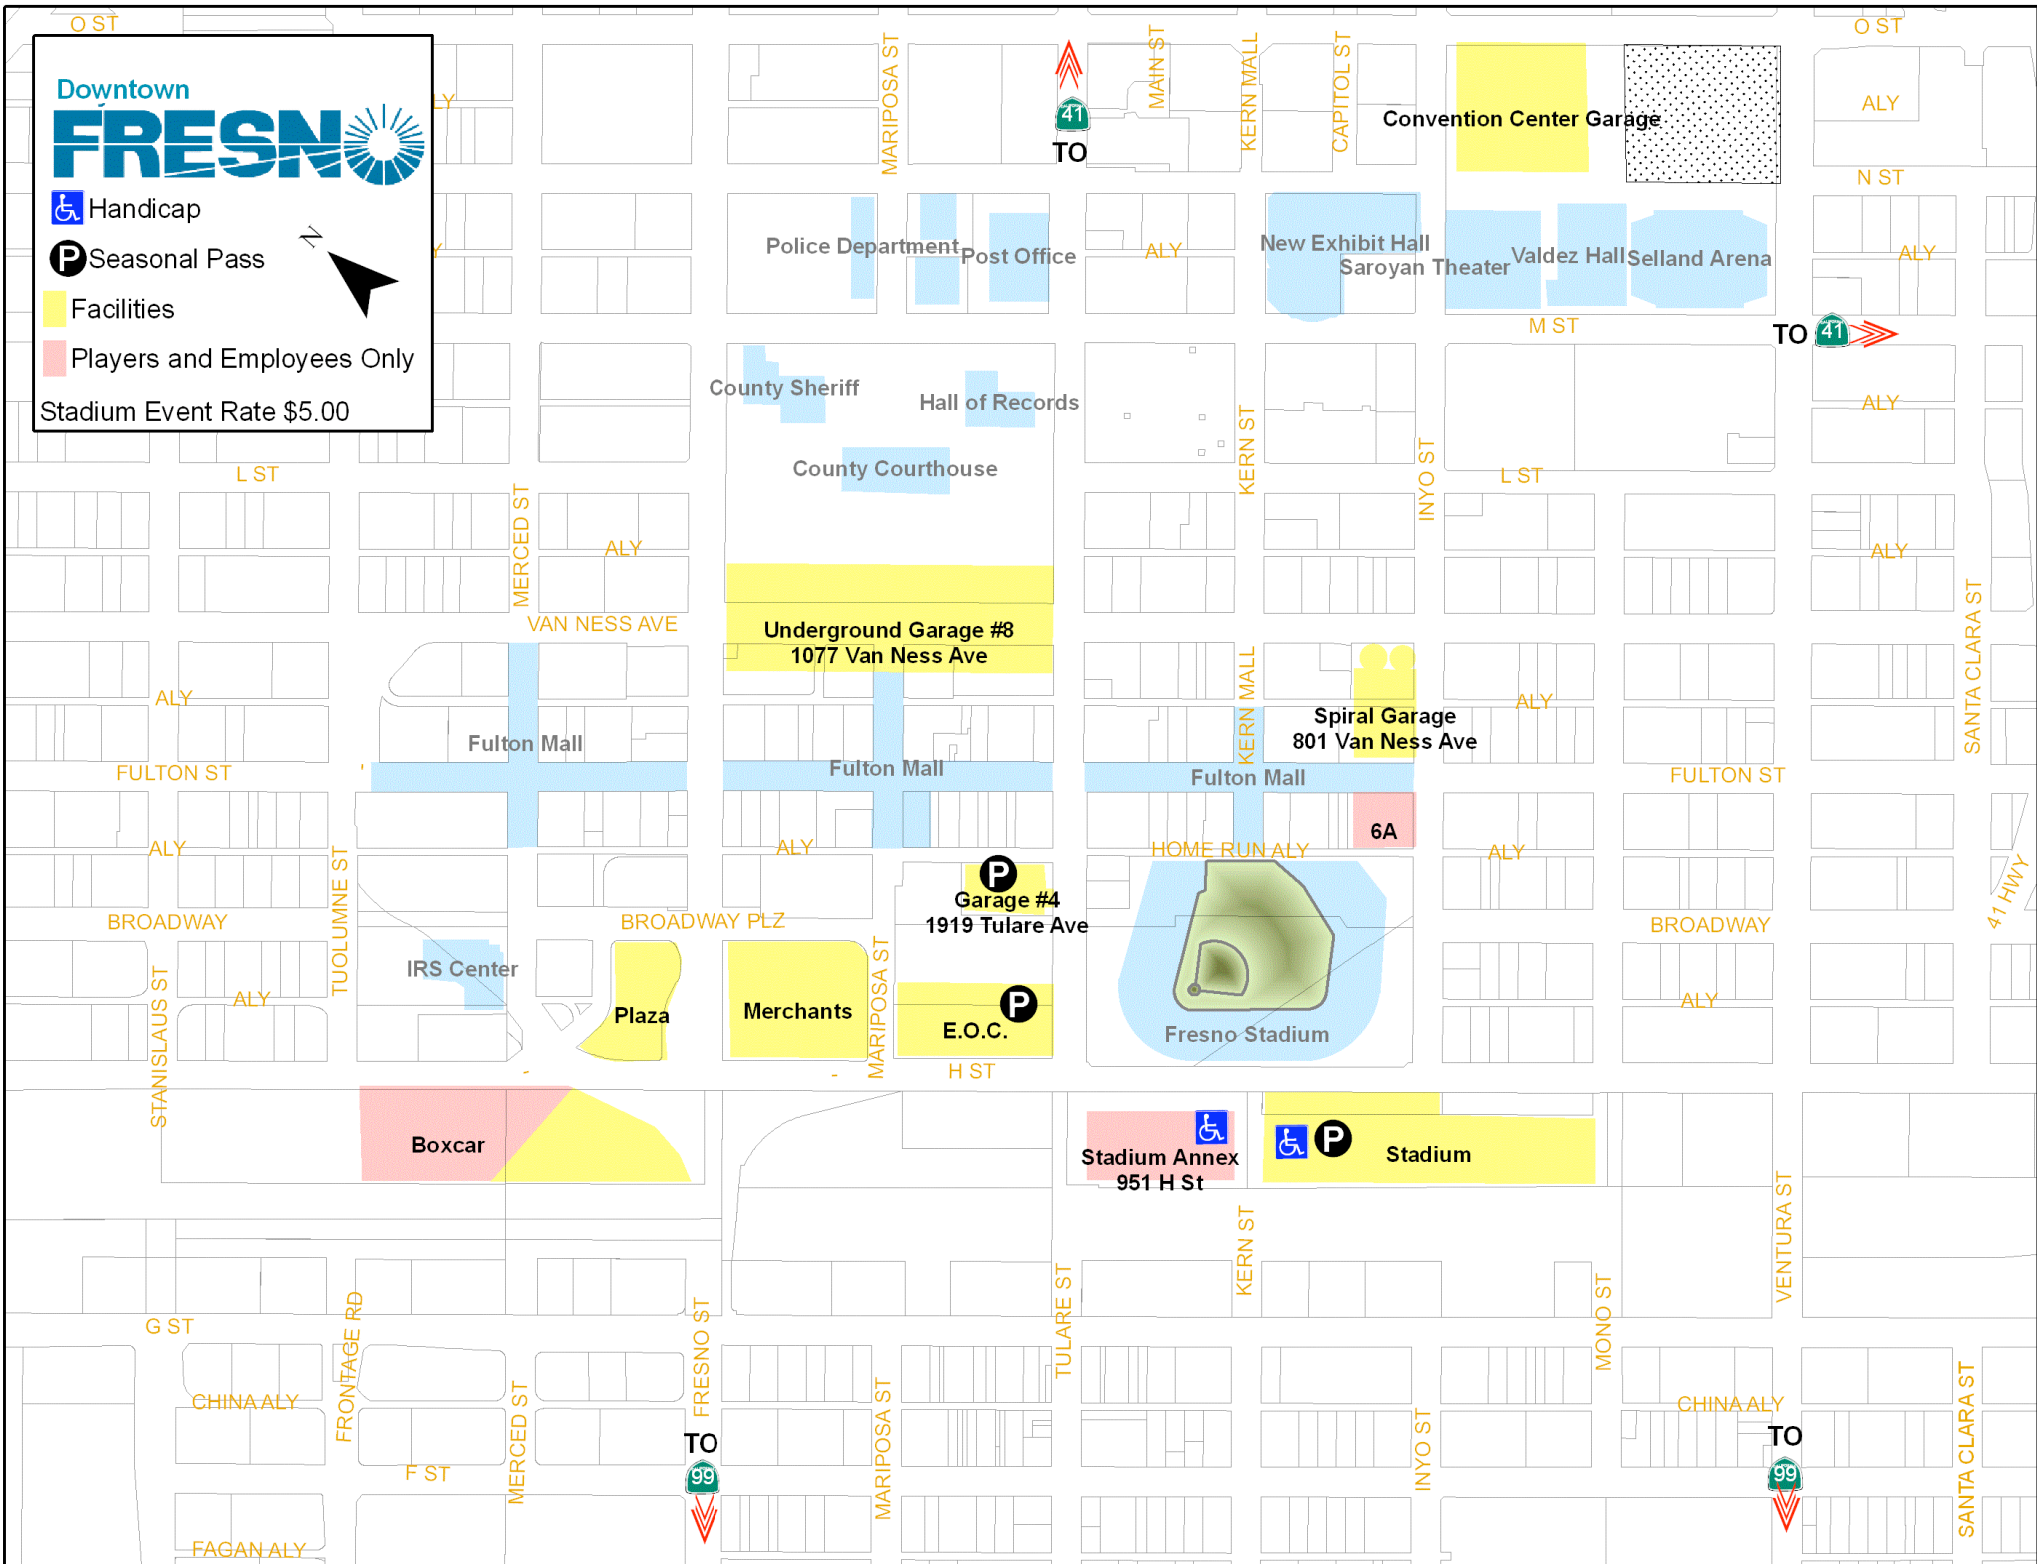 O ST
O ST
Downtown
FRESNO
Handicap
Seasonal Pass
Facilities
Players and Employees Only
Stadium Event Rate $5.00
N
P
LY
Y
MARIPOSA ST
41
TO
MAIN ST
KERN MALL
CAPITOL ST
Convention Center Garage
ALY
N ST
Police Department
Post Office
ALY
New Exhibit Hall
Saroyan Theater
Valdez Hall
Selland Arena
ALY
M ST
TO
41
County Sheriff
Hall of Records
ALY
County Courthouse
KERN ST
INYO ST
L ST
L ST
MERCED ST
ALY
ALY
VAN NESS AVE
Underground Garage #8
1077 Van Ness Ave
SANTA CLARA ST
ALY
KERN MALL
Spiral Garage
801 Van Ness Ave
ALY
Fulton Mall
Fulton Mall
Fulton Mall
FULTON ST
FULTON ST
6A
ALY
ALY
HOME RUN ALY
ALY
TUOLUMNE ST
P
Garage #4
1919 Tulare Ave
BROADWAY
BROADWAY PLZ
BROADWAY
41 HWY
IRS Center
MARIPOSA ST
STANISLAUS ST
ALY
Plaza
Merchants
P
E.O.C.
Fresno Stadium
ALY
H ST
Boxcar
Stadium Annex
951 H St
P
Stadium
VENTURA ST
KERN ST
TULARE ST
MONO ST
G ST
FRONTAGE RD
FRESNO ST
CHINA ALY
CHINA ALY
MERCED ST
MARIPOSA ST
INYO ST
SANTA CLARA ST
TO
99
TO
99
F ST
FAGAN ALY